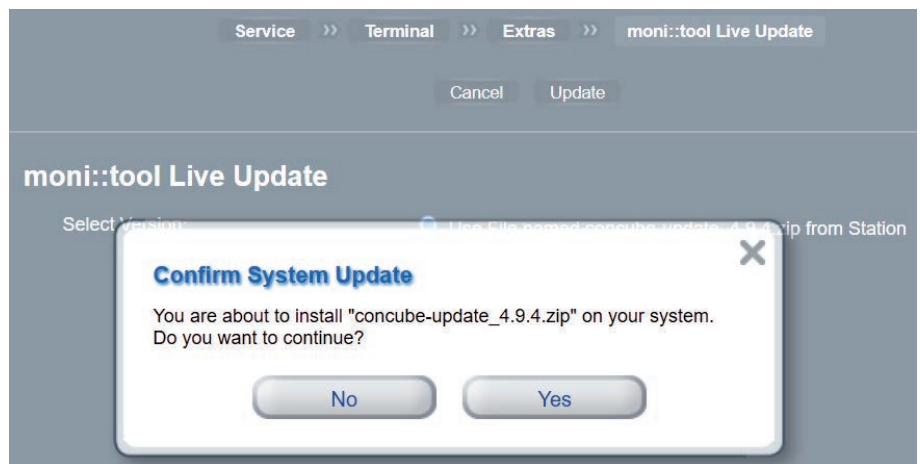 Service » Terminal » Extras » moni::tool Live Update
Cancel Update
moni::tool Live Update
Select Version: Use File named concube-update_4.9.4.zip from Station
Confirm System Update
You are about to install "concube-update_4.9.4.zip" on your system.
Do you want to continue?
No Yes